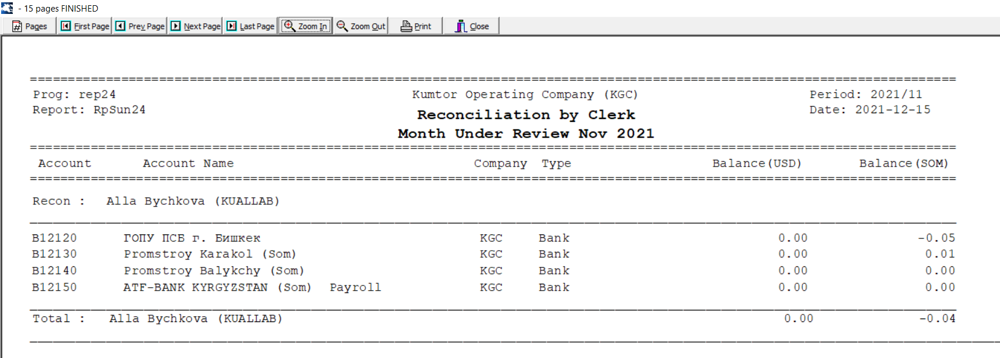 - 15 pages FINISHED
Pages First Page Prev Page Next Page Last Page Zoom In Zoom Out Print Close
Prog: rep24 Kumtor Operating Company (KGC) Period: 2021/11
Report: RpSun24 Reconciliation by Clerk Date: 2021-12-15
Month Under Review Nov 2021
Account Account Name Company Type Balance(USD) Balance(SOM)
Recon : Alla Bychkova (KUALLAB)
B12120 ГОПУ ПСБ г. Бишкек KGC Bank 0.00 -0.05
B12130 Promstroy Karakol (Som) KGC Bank 0.00 0.01
B12140 Promstroy Balykchy (Som) KGC Bank 0.00 0.00
B12150 ATF-BANK KYRGYZSTAN (Som) Payroll KGC Bank 0.00 0.00
Total : Alla Bychkova (KUALLAB) 0.00 -0.04